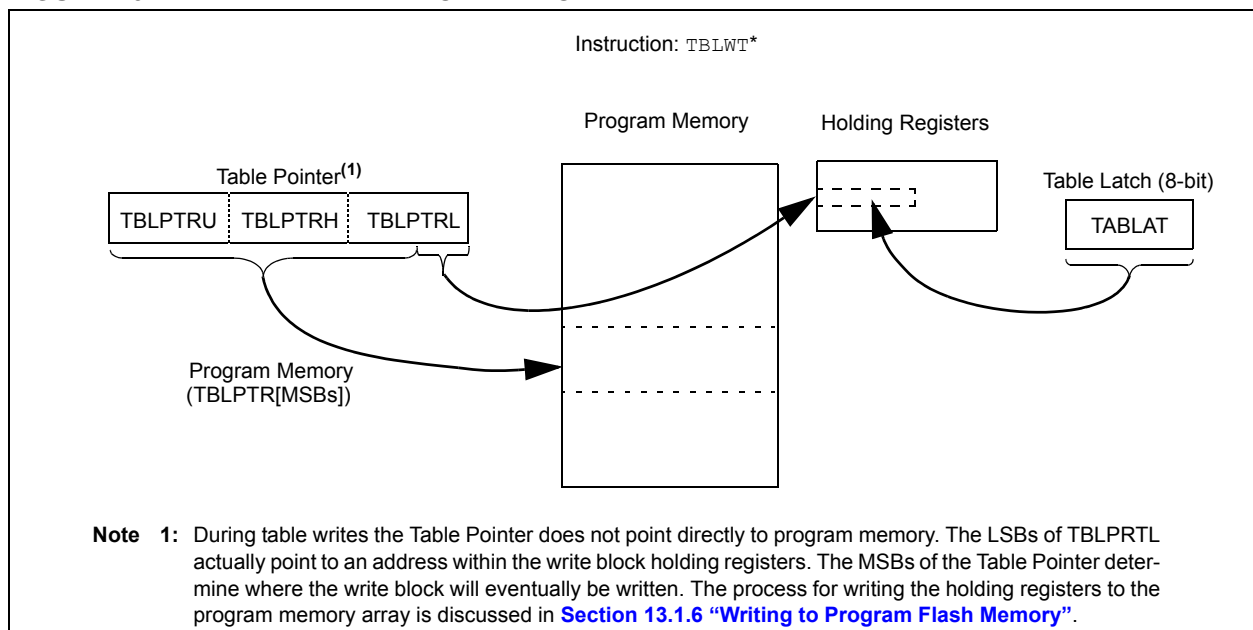 Instruction: TBLWT*
Program Memory
Holding Registers
Table Pointer(1)
Table Latch (8-bit)
TBLPTRU
TBLPTRH
TBLPTRL
TABLAT
Program Memory
(TBLPTR[MSBs])
Note 1: During table writes the Table Pointer does not point directly to program memory. The LSBs of TBLPRTL
actually point to an address within the write block holding registers. The MSBs of the Table Pointer deter-
mine where the write block will eventually be written. The process for writing the holding registers to the
program memory array is discussed in Section 13.1.6 “Writing to Program Flash Memory”.